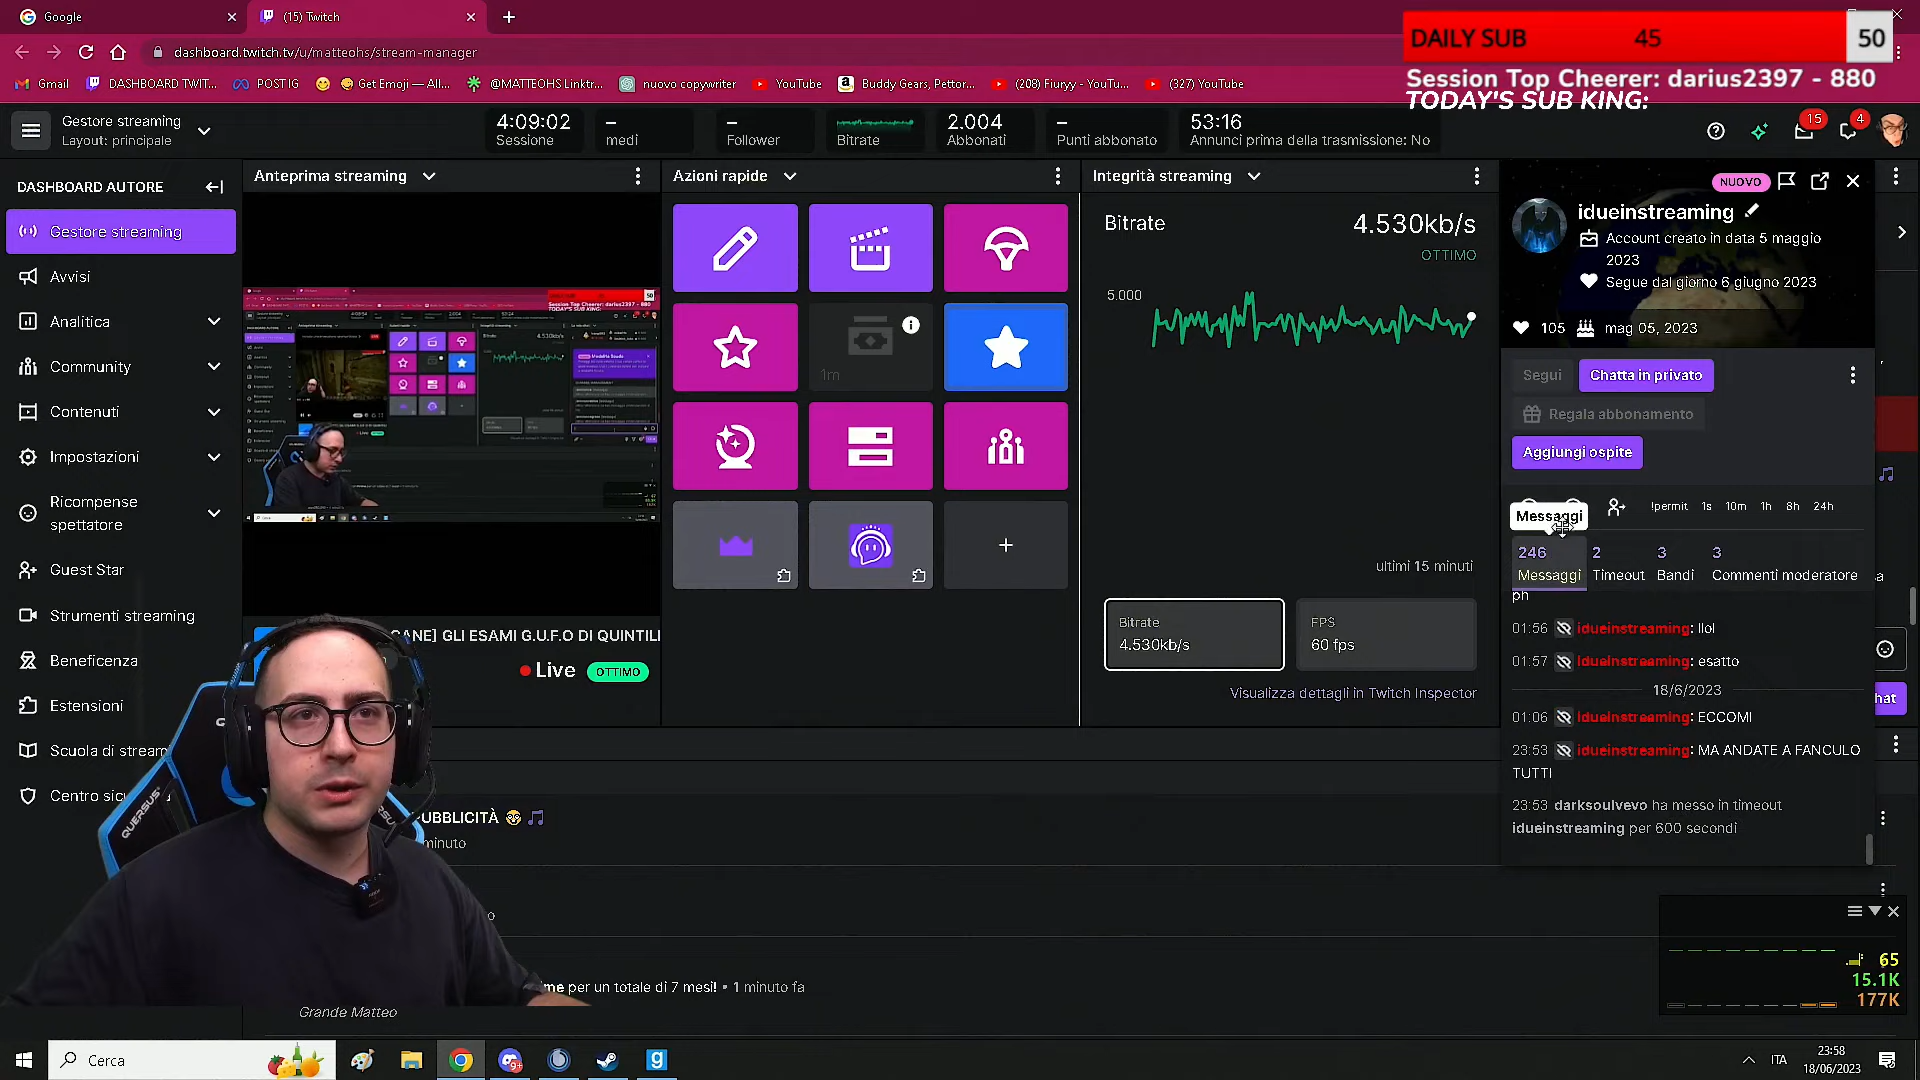 Google
(15) Twitch
dashboard.twitch.tv/u/matteohs/stream-manager
Gmail
DASHBOARD TWIT...
POST IG
Get Emoji — All...
@MATTEOHS Linktr...
nuovo copywriter
YouTube
Buddy Gears, Pettor...
(208) Fiuryy - YouTu...
(327) YouTube
DAILY SUB 45 50
Session Top Cheerer: darius2397 - 880
TODAY'S SUB KING:
Gestore streaming
Layout: principale
4:09:02
Sessione
–
medi
–
Follower
Bitrate
2.004
Abbonati
–
Punti abbonato
53:16
Annunci prima della trasmissione: No
15
4
DASHBOARD AUTORE
Gestore streaming
Avvisi
Analitica
Community
Contenuti
Impostazioni
Ricompense
spettatore
Guest Star
Strumenti streaming
Beneficenza
Estensioni
Scuola di stream
Centro sicu
Anteprima streaming
CANE] GLI ESAMI G.U.F.O DI QUINTILI
Live OTTIMO
Azioni rapide
1m
Integrità streaming
Bitrate 4.530kb/s
OTTIMO
5.000
ultimi 15 minuti
Bitrate
4.530kb/s
FPS
60 fps
Visualizza dettagli in Twitch Inspector
NUOVO
idueinstreaming
Account creato in data 5 maggio
2023
Segue dal giorno 6 giugno 2023
105 mag 05, 2023
Segui
Chatta in privato
Regala abbonamento
Aggiungi ospite
Messaggi
!permit 1s 10m 1h 8h 24h
246 2 3 3
Messaggi Timeout Bandi Commenti moderatore
ph
01:56 idueinstreaming: llol
01:57 idueinstreaming: esatto
18/6/2023
01:06 idueinstreaming: ECCOMI
23:53 idueinstreaming: MA ANDATE A FANCULO
TUTTI
23:53 darksoulvevo ha messo in timeout
idueinstreaming per 600 secondi
hat
QUERSUS
UBBLICITÀ
minuto
o
me per un totale di 7 mesi! • 1 minuto fa
Grande Matteo
65
15.1K
177K
Cerca
9+
ITA
23:58
18/06/2023